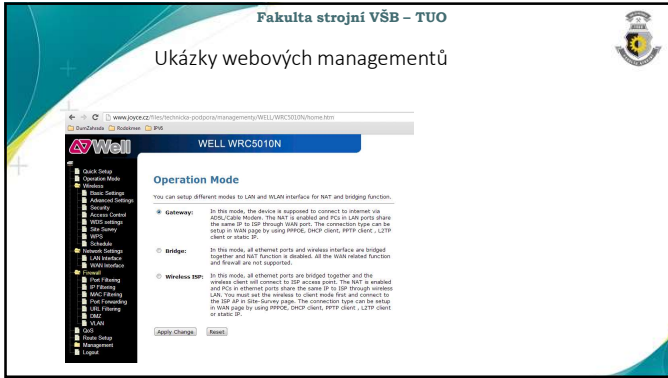 Fakulta strojní VŠB – TUO
Ukázky webových managementů
www.joyce.cz/files/technicka-podpora/managementy/WELL/WRC5010N/home.htm
DumZahrada Rodokmen IPV6
Well
WELL WRC5010N
Quick Setup
Operation Mode
Wireless
Basic Settings
Advanced Settings
Security
Access Control
WDS settings
Site Survey
WPS
Schedule
Network Settings
LAN Interface
WAN Interface
Firewall
Port Filtering
IP Filtering
MAC Filtering
Port Forwarding
URL Filtering
DMZ
VLAN
QoS
Route Setup
Management
Logout
Operation Mode
You can setup different modes to LAN and WLAN interface for NAT and bridging function.
Gateway: In this mode, the device is supposed to connect to internet via
ADSL/Cable Modem. The NAT is enabled and PCs in LAN ports share
the same IP to ISP through WAN port. The connection type can be
setup in WAN page by using PPPOE, DHCP client, PPTP client , L2TP
client or static IP.
Bridge: In this mode, all ethernet ports and wireless interface are bridged
together and NAT function is disabled. All the WAN related function
and firewall are not supported.
Wireless ISP: In this mode, all ethernet ports are bridged together and the
wireless client will connect to ISP access point. The NAT is enabled
and PCs in ethernet ports share the same IP to ISP through wireless
LAN. You must set the wireless to client mode first and connect to
the ISP AP in Site-Survey page. The connection type can be setup
in WAN page by using PPPOE, DHCP client, PPTP client , L2TP client
or static IP.
Apply Change Reset